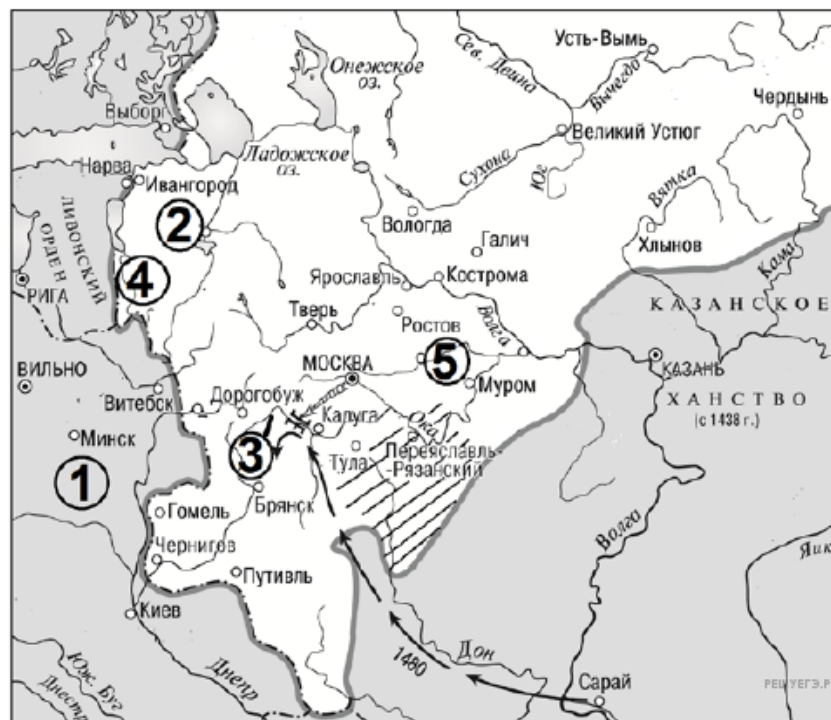 Усть-Вымь
Сев. Двина
Вычегдо
Онежское
оз.
Чердынь
Выборг
Великий Устюг
Ладожское
оз.
Сухона
Юг
Вятка
Нарва
Ивангород
2
Вологда
Галич
Хлынов
Кама
ЛИВОНСКИЙ
ОРДЕН
4
РИГА
Ярославль
Кострома
Тверь
Ростов
Волга
КАЗАНСКОЕ
5
МОСКВА
КАЗАНЬ
ВИЛЬНО
Витебск
Дорогобуж
Муром
ХАНСТВО
(с 1438 г.)
Калуга
Ока
Минск
3
Тула
Переяславль-
-Рязанский
1
Брянск
Гомель
Чернигов
Путивль
Волга
Яик
Киев
Дон
1480
Днепр
Юж. Буг
Днестр
Сарай
РЕШУЕГЭ.Р